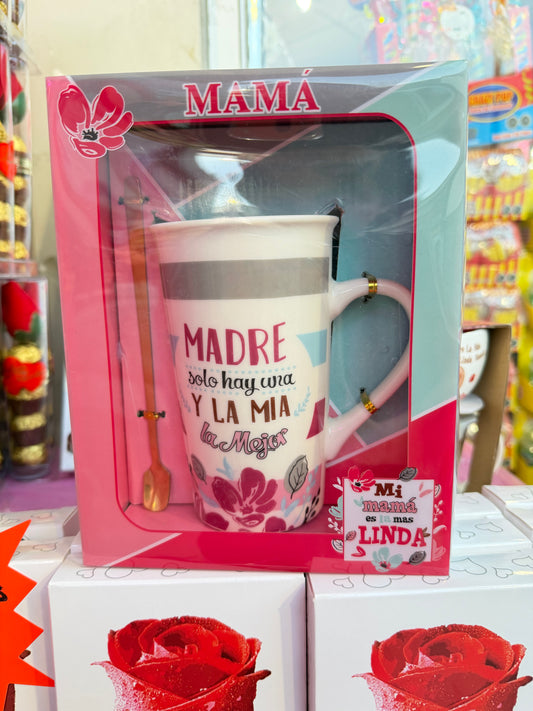 MAMÁ
MADRE
solo hay una
Y LA MIA
la Mejor
Mi
mamá
es la mas
LINDA